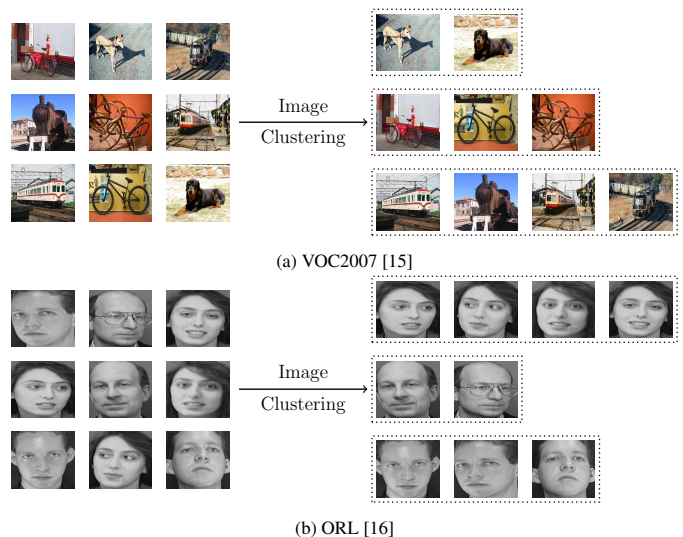 Image
Clustering
(a) VOC2007 [15]
Image
Clustering
(b) ORL [16]